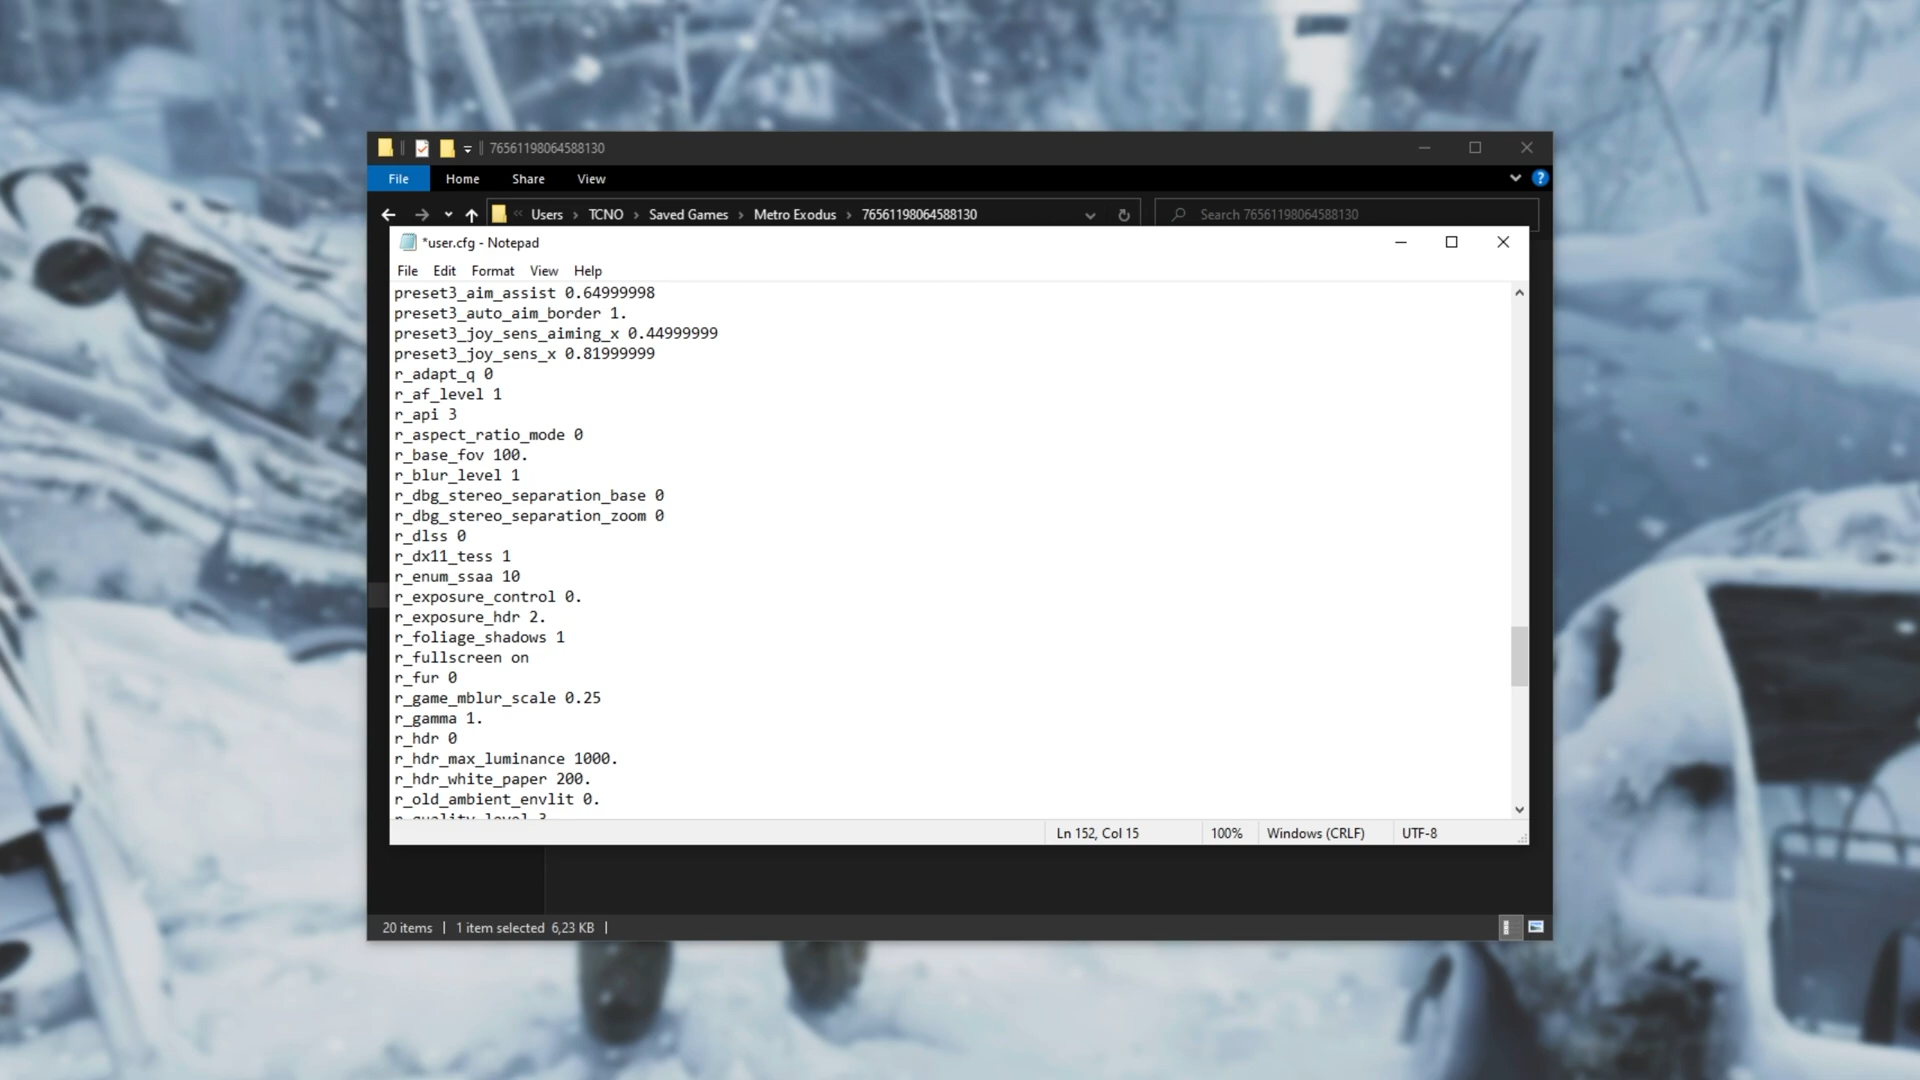 76561198064588130
File Home Share View
Users › TCNO › Saved Games › Metro Exodus › 76561198064588130
Search 76561198064588130
*user.cfg - Notepad
File Edit Format View Help
preset3_aim_assist 0.64999998
preset3_auto_aim_border 1.
preset3_joy_sens_aiming_x 0.44999999
preset3_joy_sens_x 0.81999999
r_adapt_q 0
r_af_level 1
r_api 3
r_aspect_ratio_mode 0
r_base_fov 100.
r_blur_level 1
r_dbg_stereo_separation_base 0
r_dbg_stereo_separation_zoom 0
r_dlss 0
r_dx11_tess 1
r_enum_ssaa 10
r_exposure_control 0.
r_exposure_hdr 2.
r_foliage_shadows 1
r_fullscreen on
r_fur 0
r_game_mblur_scale 0.25
r_gamma 1.
r_hdr 0
r_hdr_max_luminance 1000.
r_hdr_white_paper 200.
r_old_ambient_envlit 0.
r_quality_level 3
Ln 152, Col 15 100% Windows (CRLF) UTF-8
20 items | 1 item selected 6,23 KB |